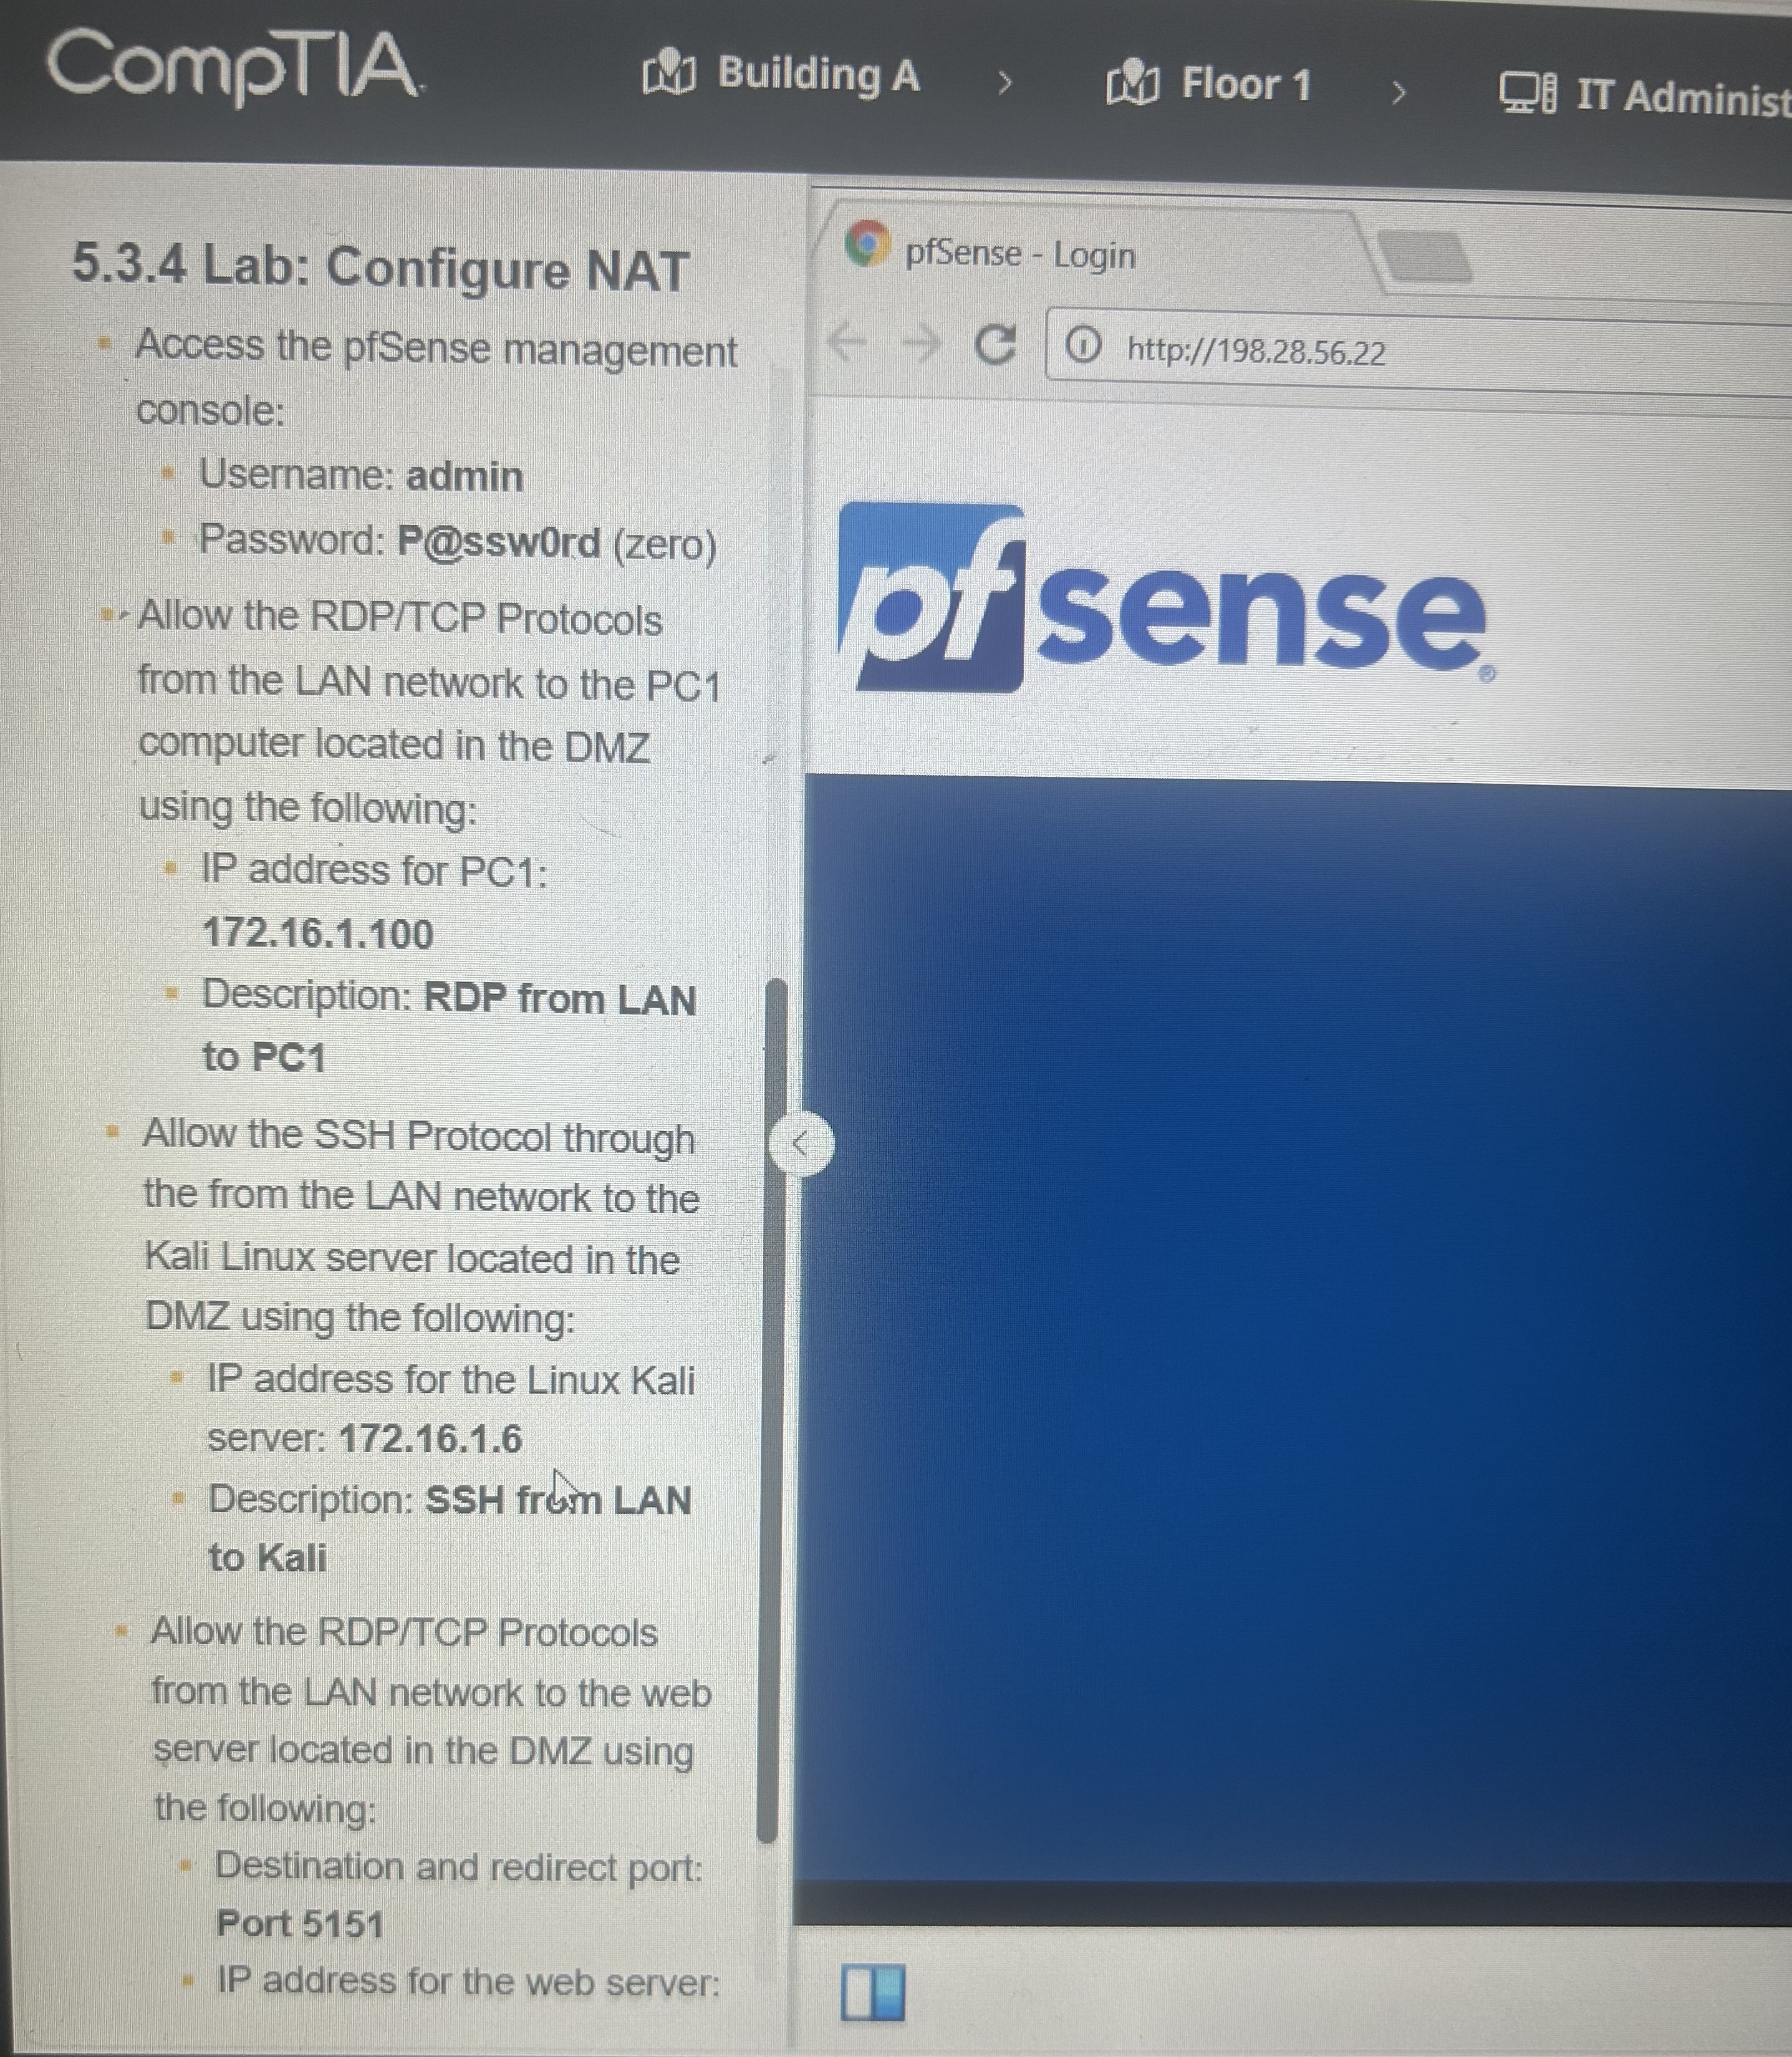 CompTIA.
Building A > Floor 1 > IT Administ
5.3.4 Lab: Configure NAT
Access the pfSense management
console:
Username: admin
Password: P@ssw0rd (zero)
Allow the RDP/TCP Protocols
from the LAN network to the PC1
computer located in the DMZ
using the following:
IP address for PC1:
172.16.1.100
Description: RDP from LAN
to PC1
Allow the SSH Protocol through
the from the LAN network to the
Kali Linux server located in the
DMZ using the following:
IP address for the Linux Kali
server: 172.16.1.6
Description: SSH from LAN
to Kali
Allow the RDP/TCP Protocols
from the LAN network to the web
server located in the DMZ using
the following:
Destination and redirect port:
Port 5151
IP address for the web server:
pfSense - Login
http://198.28.56.22
pfsense®